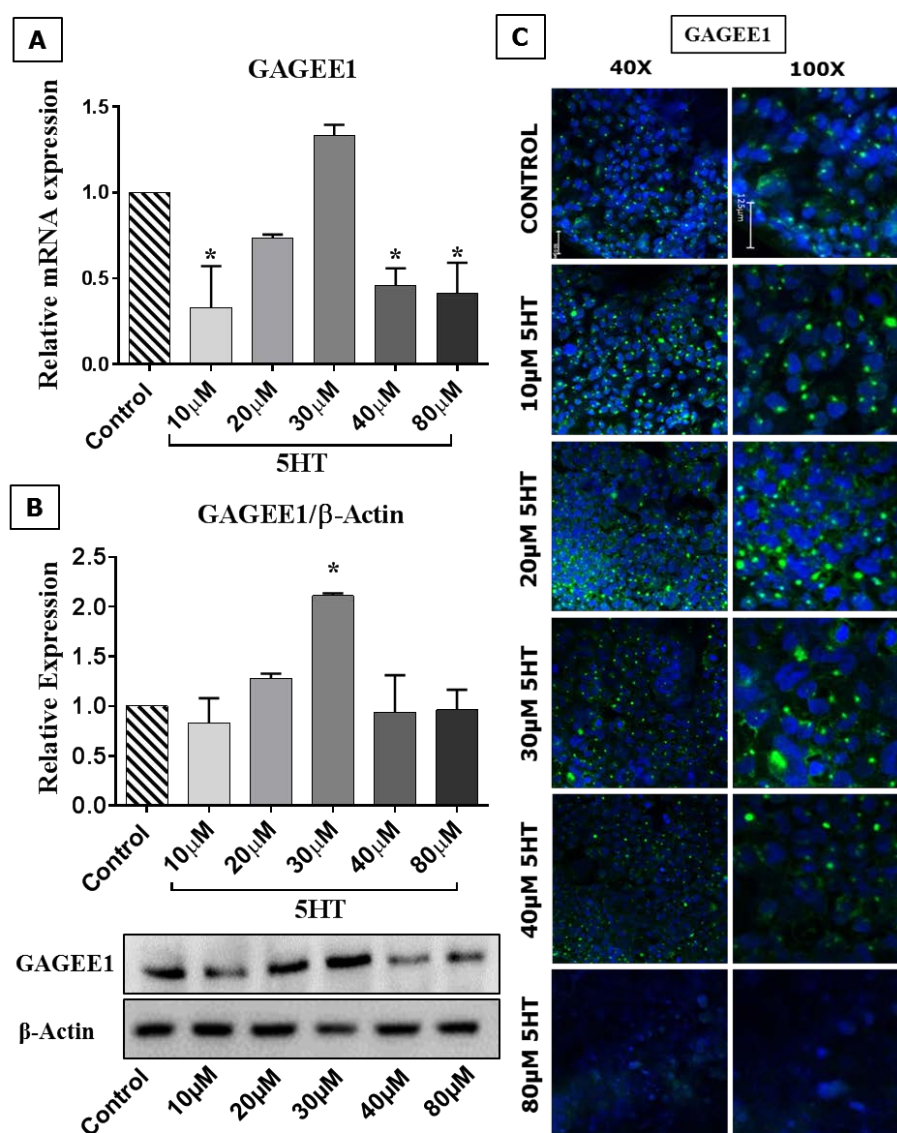 A
GAGEE1
Relative mRNA expression
1.5
1.0
0.5
0.0
*
*
*
Control
10μM
20μM
30μM
40μM
80μM
5HT
B
GAGEE1/β-Actin
Relative Expression
2.5
2.0
1.5
1.0
0.5
0.0
*
Control
10μM
20μM
30μM
40μM
80μM
5HT
GAGEE1
β-Actin
Control
10μM
20μM
30μM
40μM
80μM
C
GAGEE1
40X
100X
CONTROL
12.5μm
10μM 5HT
20μM 5HT
30μM 5HT
40μM 5HT
80μM 5HT